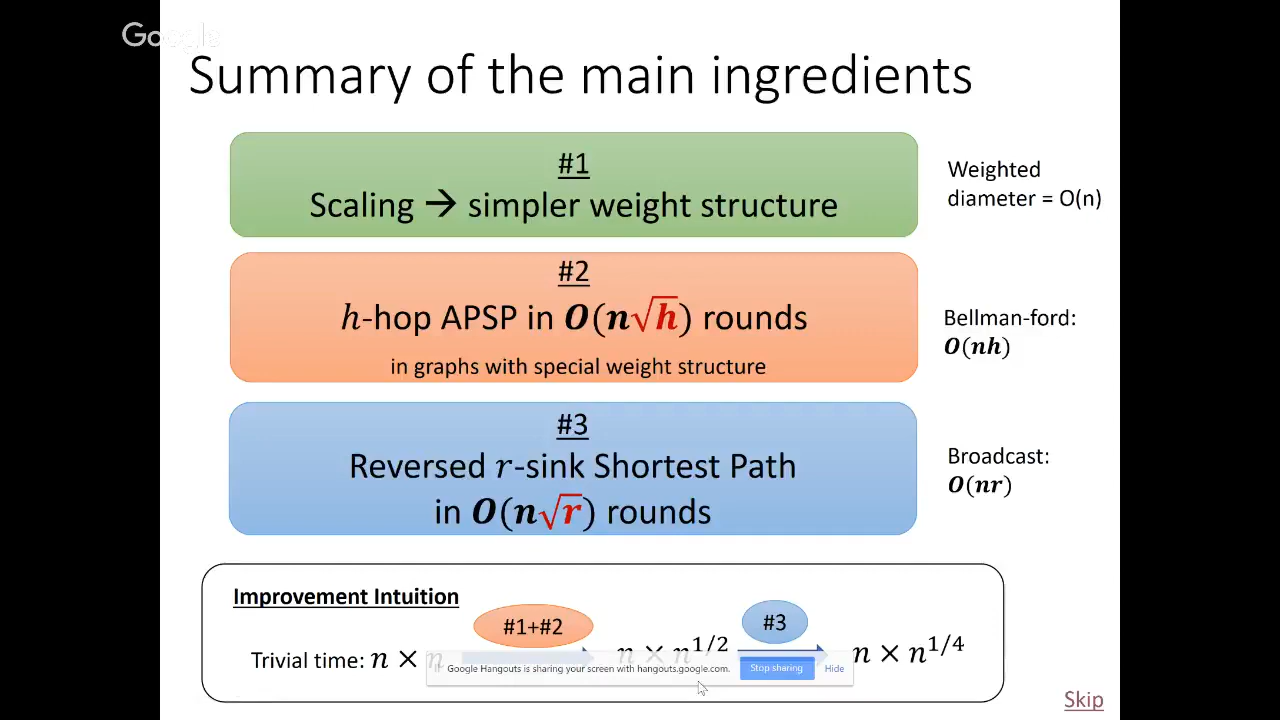 Google
Summary of the main ingredients
#1
Scaling → simpler weight structure
Weighted
diameter = O(n)
#2
h-hop APSP in O(n√h) rounds
in graphs with special weight structure
Bellman-ford:
O(nh)
#3
Reversed r-sink Shortest Path
in O(n√r) rounds
Broadcast:
O(nr)
Improvement Intuition
#1+#2
#3
Trivial time: n × n
n × n^{1/2}
n × n^{1/4}
Google Hangouts is sharing your screen with hangouts.google.com.
Stop sharing
Hide
Skip